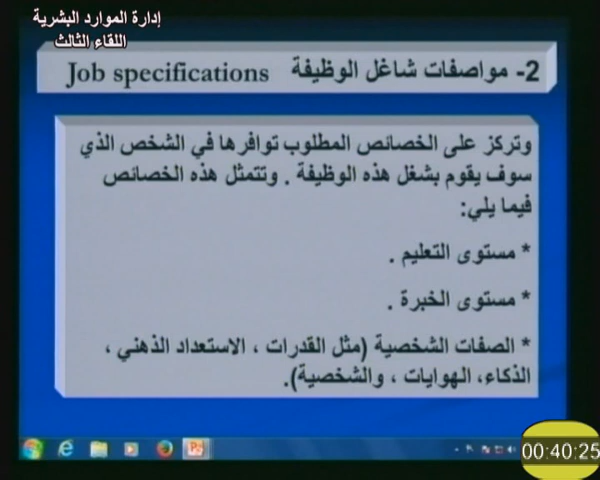 إدارة الموارد البشرية
اللقاء الثالث
2- مواصفات شاغل الوظيفة Job specifications
وتركز على الخصائص المطلوب توافرها في الشخص الذي
سوف يقوم بشغل هذه الوظيفة . وتتمثل هذه الخصائص
فيما يلي:
* مستوى التعليم .
* مستوى الخبرة .
* الصفات الشخصية (مثل القدرات ، الاستعداد الذهني ،
الذكاء، الهوايات ، والشخصية).
00:40:25